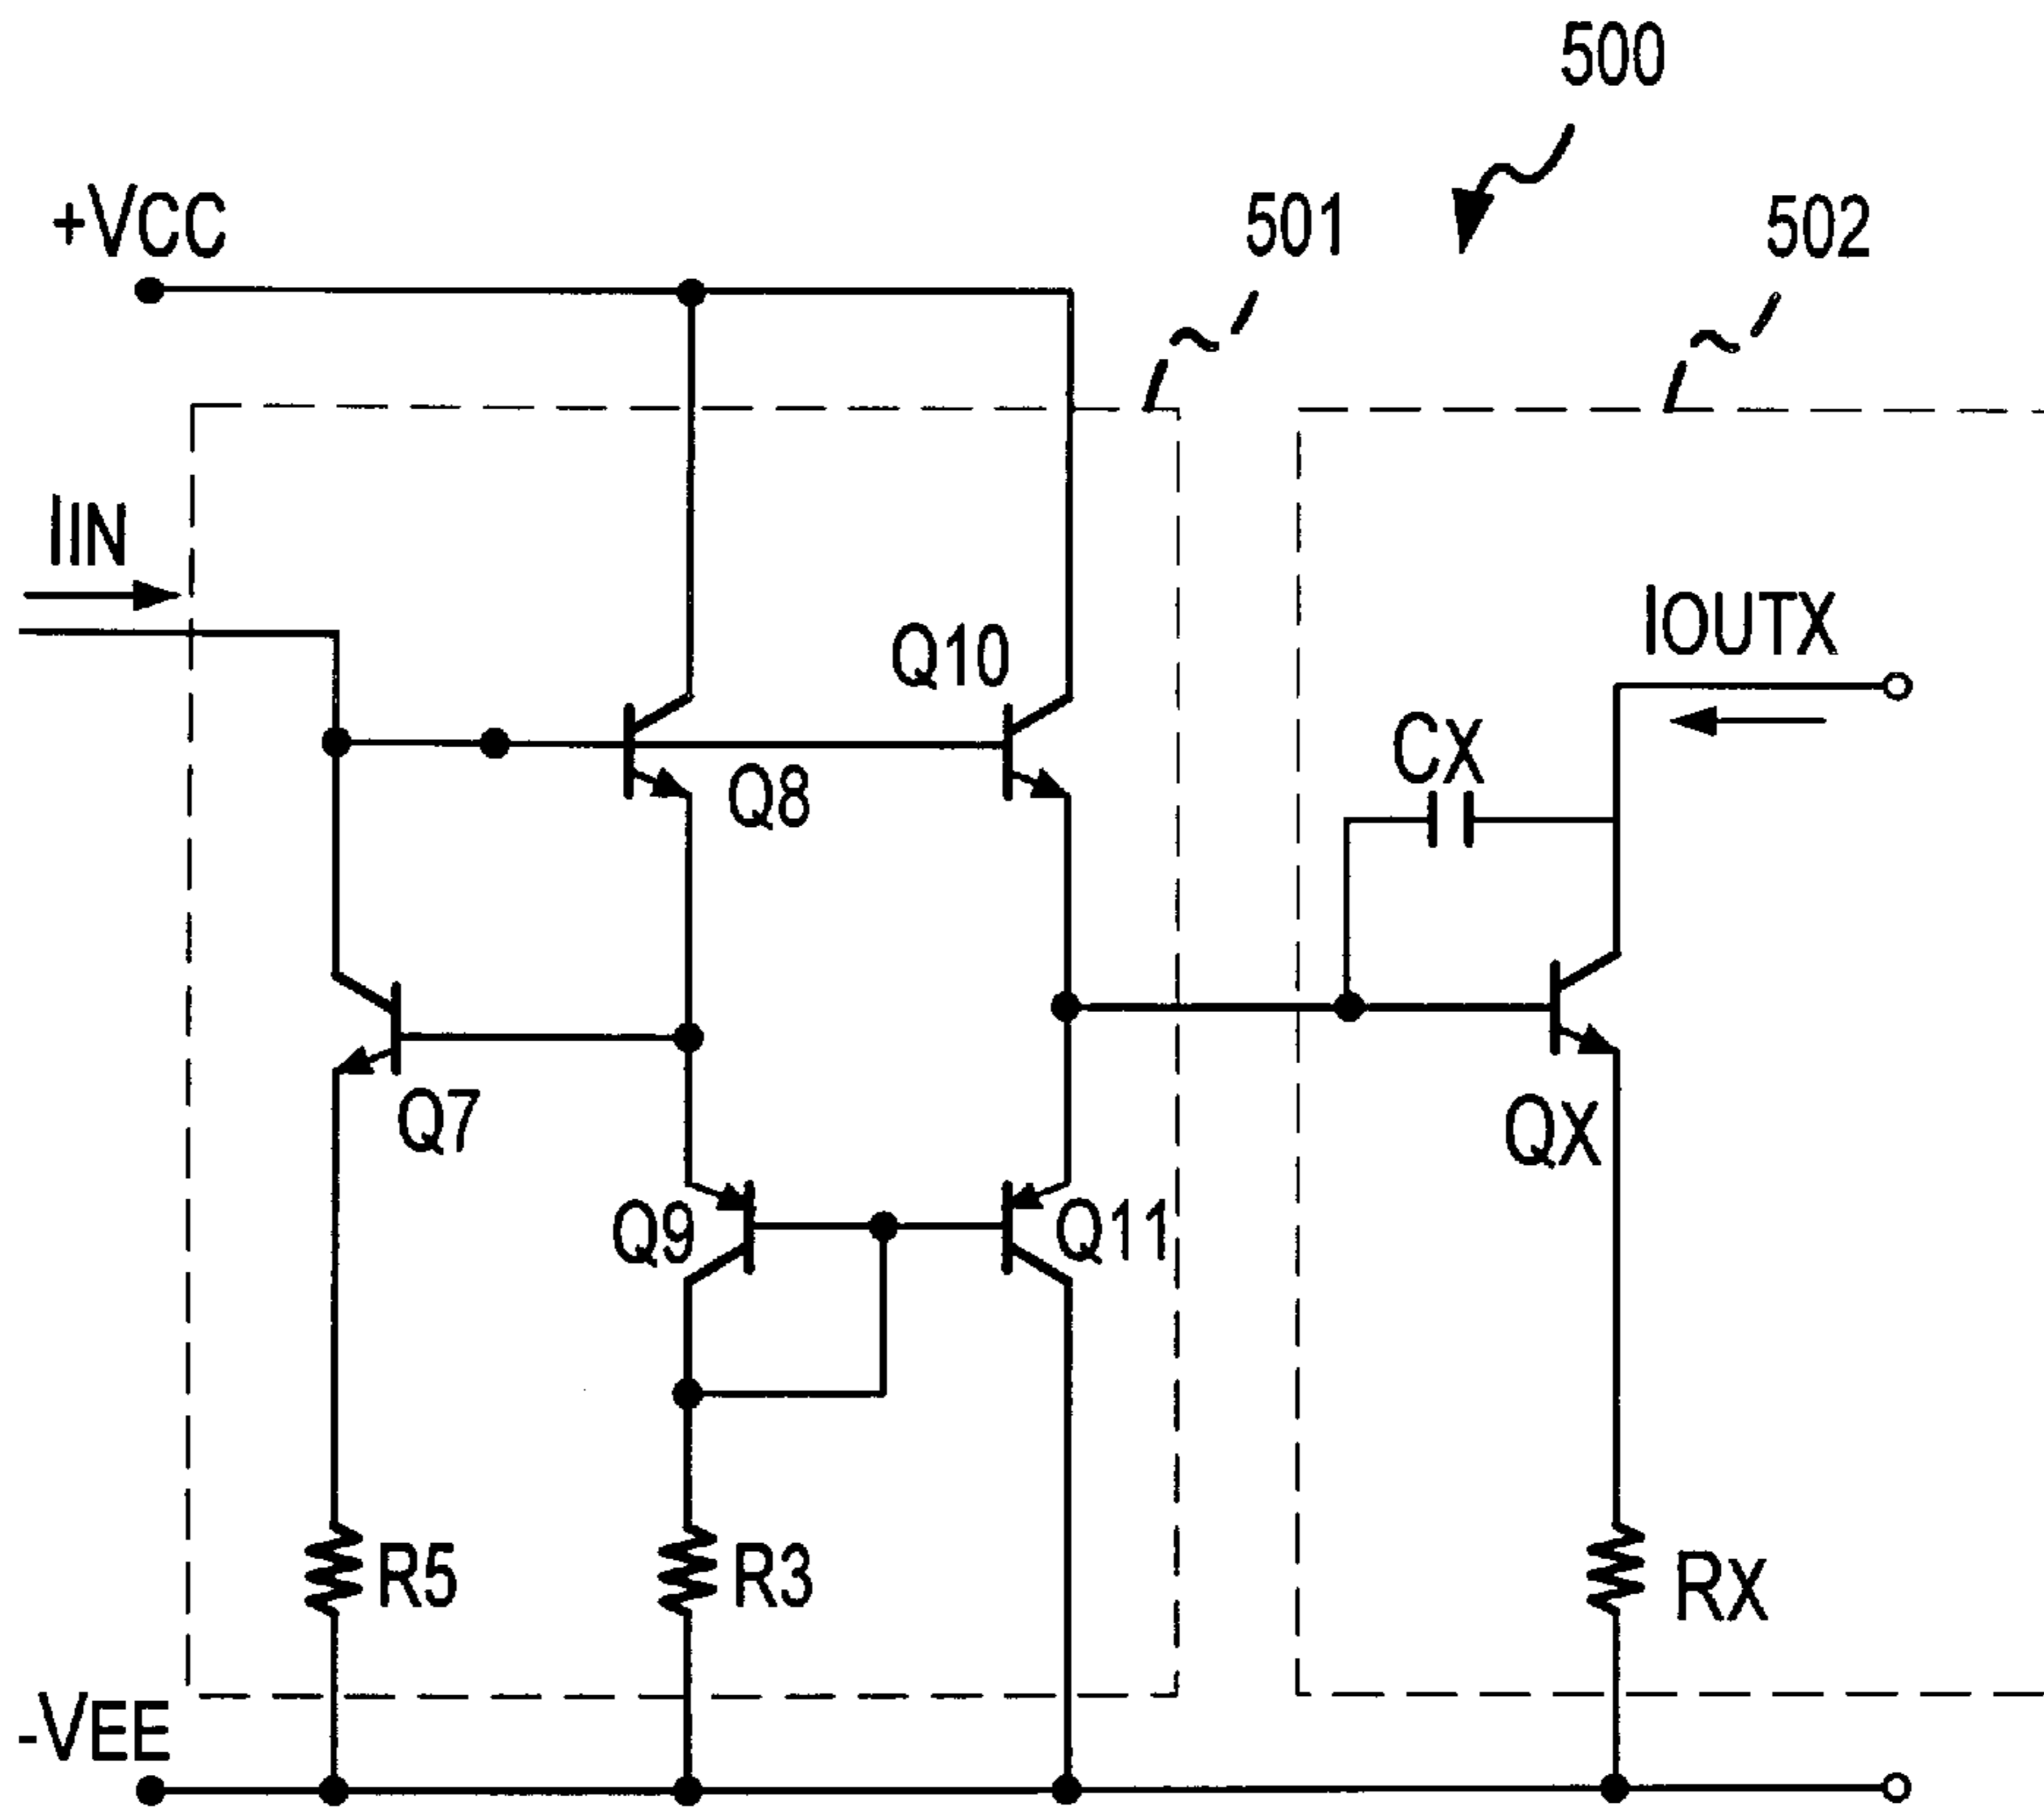 500
+VCC
501
502
IIN
Q10
IOUTX
CX
Q8
Q7
QX
Q9
Q11
R5
R3
RX
-VEE